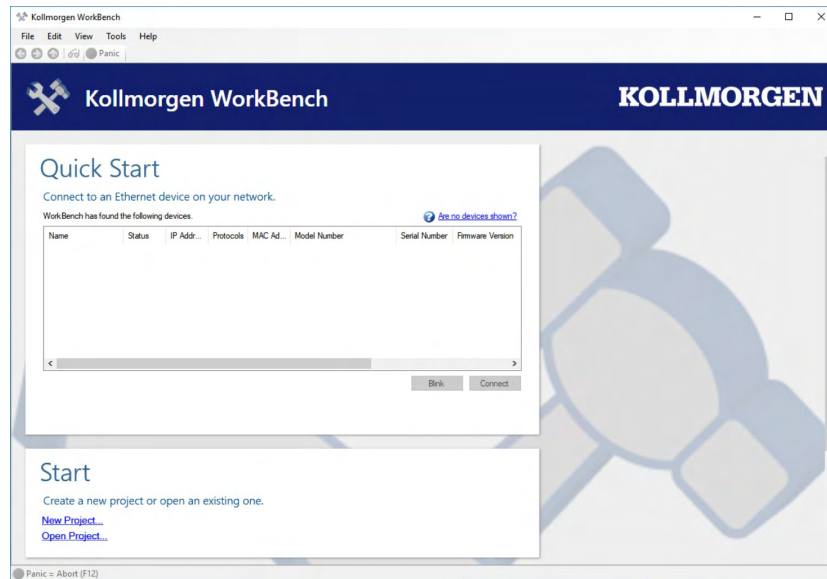 Kollmorgen WorkBench
File Edit View Tools Help
Panic
Kollmorgen WorkBench
KOLLMORGEN
Quick Start
Connect to an Ethernet device on your network.
WorkBench has found the following devices.
Are no devices shown?
Name Status IP Addr... Protocols MAC Ad... Model Number Serial Number Firmware Version
Blink Connect
Start
Create a new project or open an existing one.
New Project...
Open Project...
Panic = Abort (F12)